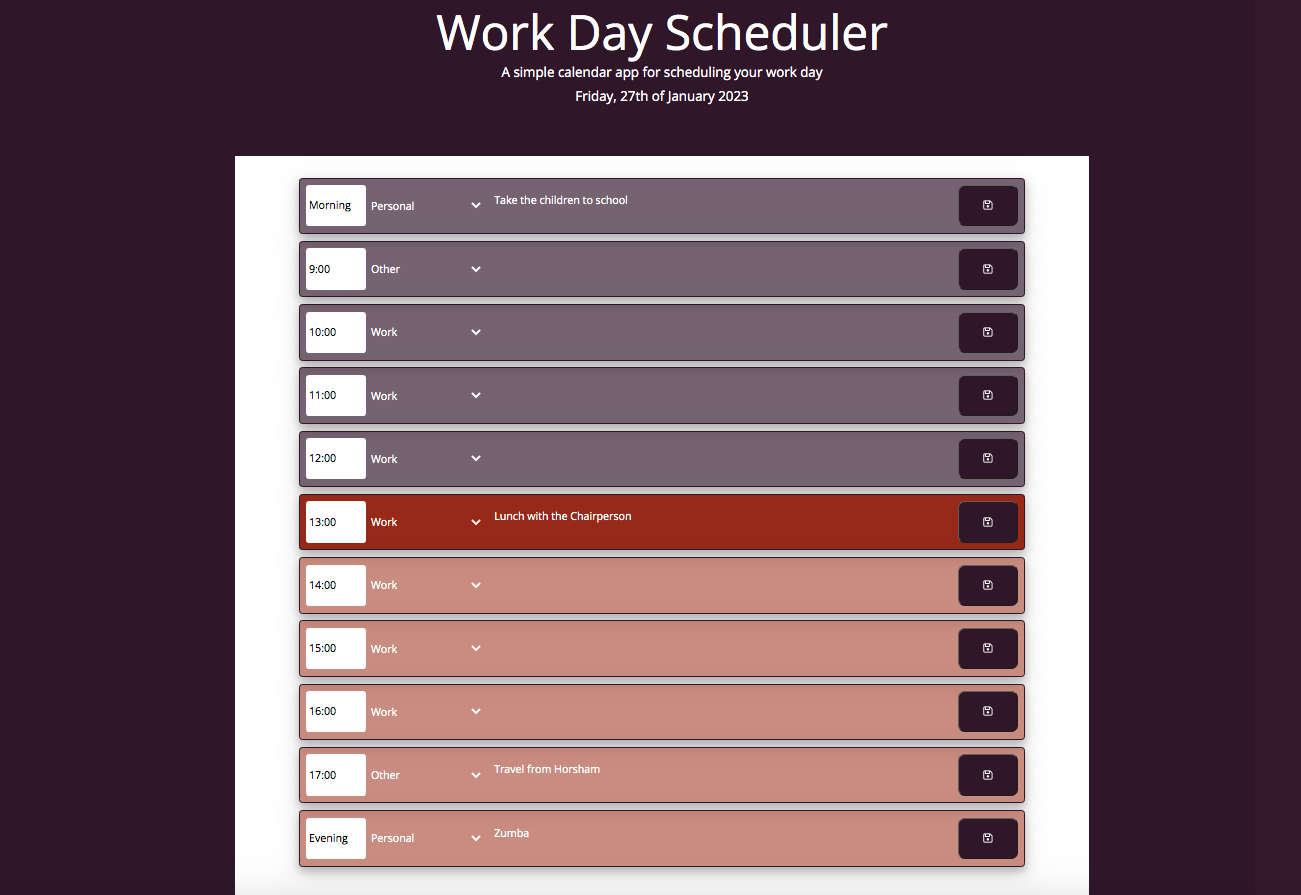 Work Day Scheduler
A simple calendar app for scheduling your work day
Friday, 27th of January 2023
Morning Personal Take the children to school
9:00 Other
10:00 Work
11:00 Work
12:00 Work
13:00 Work Lunch with the Chairperson
14:00 Work
15:00 Work
16:00 Work
17:00 Other Travel from Horsham
Evening Personal Zumba